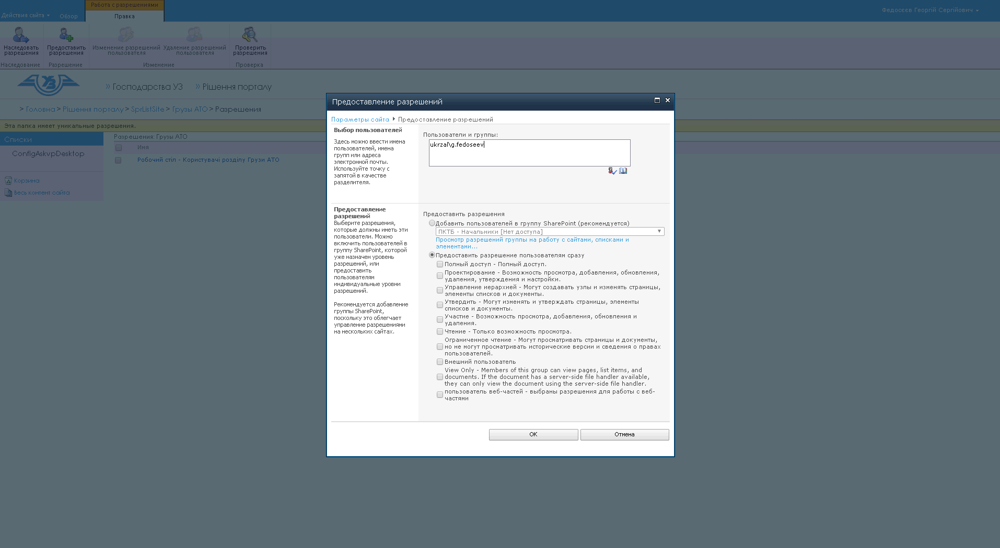 Работа с разрешениями
Действия сайта
Обзор
Правка
Федосєєв Георгій Сергійович
Наследовать
разрешения
Предоставить
разрешения
Изменение разрешений
пользователя
Удаление разрешений
пользователя
Проверить
разрешения
Наследование
Разрешение
Изменение
Проверка
УЗ
» Господарства УЗ
» Рішення порталу
> Головна > Рішення порталу > SprListSite > Грузы АТО > Разрешения
Эта папка имеет уникальные разрешения.
Списки
ConfigAskvpDesktop
Корзина
Весь контент сайта
Разрешения: Грузы АТО
Имя
Робочий стіл - Користувачі розділу Грузи АТО
Предоставление разрешений
Параметры сайта
Предоставление разрешений
Выбор пользователей
Здесь можно ввести имена
пользователей, имена
групп или адреса
электронной почты.
Используйте точку с
запятой в качестве
разделителя.
Пользователи и группы:
ukrzal\g.fedoseev
Предоставление
разрешений
Выберите разрешения,
которые должны иметь эти
пользователи. Можно
включить пользователей в
группу SharePoint, которой
уже назначен уровень
разрешений, или
предоставить
пользователям
индивидуальные уровни
разрешений.
Рекомендуется добавление
группы SharePoint,
поскольку это облегчает
управление разрешениями
на нескольких сайтах.
Предоставить разрешения
Добавить пользователей в группу SharePoint (рекомендуется)
ПКТБ - Начальники [Нет доступа]
Просмотр разрешений группы на работу с сайтами, списками и
элементами...
Предоставить разрешение пользователям сразу
Полный доступ - Полный доступ.
Проектирование - Возможность просмотра, добавления, обновления,
удаления, утверждения и настройки.
Управление иерархией - Могут создавать узлы и изменять страницы,
элементы списков и документы.
Утвердить - Могут изменять и утверждать страницы, элементы
списков и документы.
Участие - Возможность просмотра, добавления, обновления и
удаления.
Чтение - Только возможность просмотра.
Ограниченное чтение - Могут просматривать страницы и документы,
но не могут просматривать исторические версии и сведения о правах
пользователей.
Внешний пользователь
View Only - Members of this group can view pages, list items, and
documents. If the document has a server-side file handler available,
they can only view the document using the server-side file handler.
пользователь веб-частей - выбраны разрешения для работы с веб-
частями
ОК
Отмена